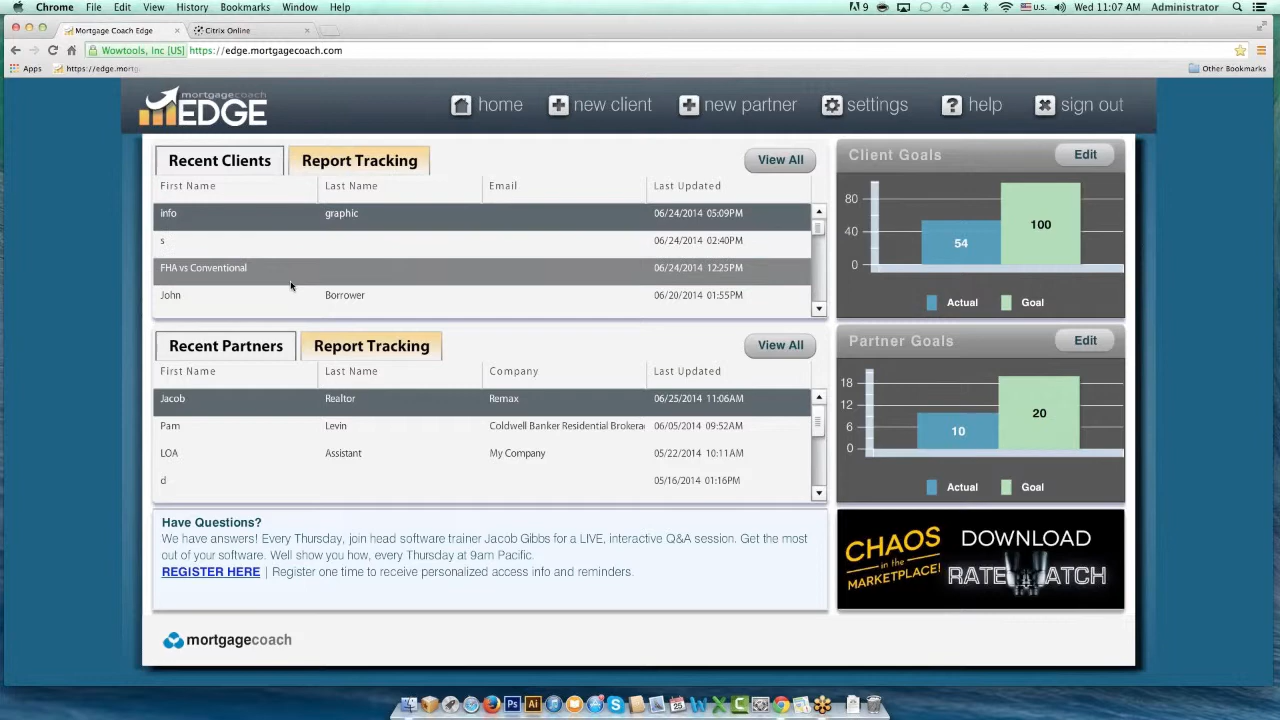 Chrome File Edit View History Bookmarks Window Help
9 U.S. Wed 11:07 AM Administrator
Mortgage Coach Edge Citrix Online
Wowtools, Inc [US] https://edge.mortgagecoach.com
Apps https://edge.mortg Other Bookmarks
mortgagecoach
EDGE
home new client new partner settings help sign out
Recent Clients Report Tracking View All
First Name Last Name Email Last Updated
info graphic 06/24/2014 05:09PM
s 06/24/2014 02:40PM
FHA vs Conventional 06/24/2014 12:25PM
John Borrower 06/20/2014 01:55PM
Client Goals Edit
80
40
0
54
100
Actual Goal
Recent Partners Report Tracking View All
First Name Last Name Company Last Updated
Jacob Realtor Remax 06/25/2014 11:06AM
Pam Levin Coldwell Banker Residential Brokera 06/05/2014 09:52AM
LOA Assistant My Company 05/22/2014 10:11AM
d 05/16/2014 01:16PM
Partner Goals Edit
18
12
6
0
10
20
Actual Goal
Have Questions?
We have answers! Every Thursday, join head software trainer Jacob Gibbs for a LIVE, interactive Q&A session. Get the most
out of your software. Well show you how, every Thursday at 9am Pacific.
REGISTER HERE | Register one time to receive personalized access info and reminders.
CHAOS
in the
MARKETPLACE!
DOWNLOAD
RATEWATCH
mortgagecoach